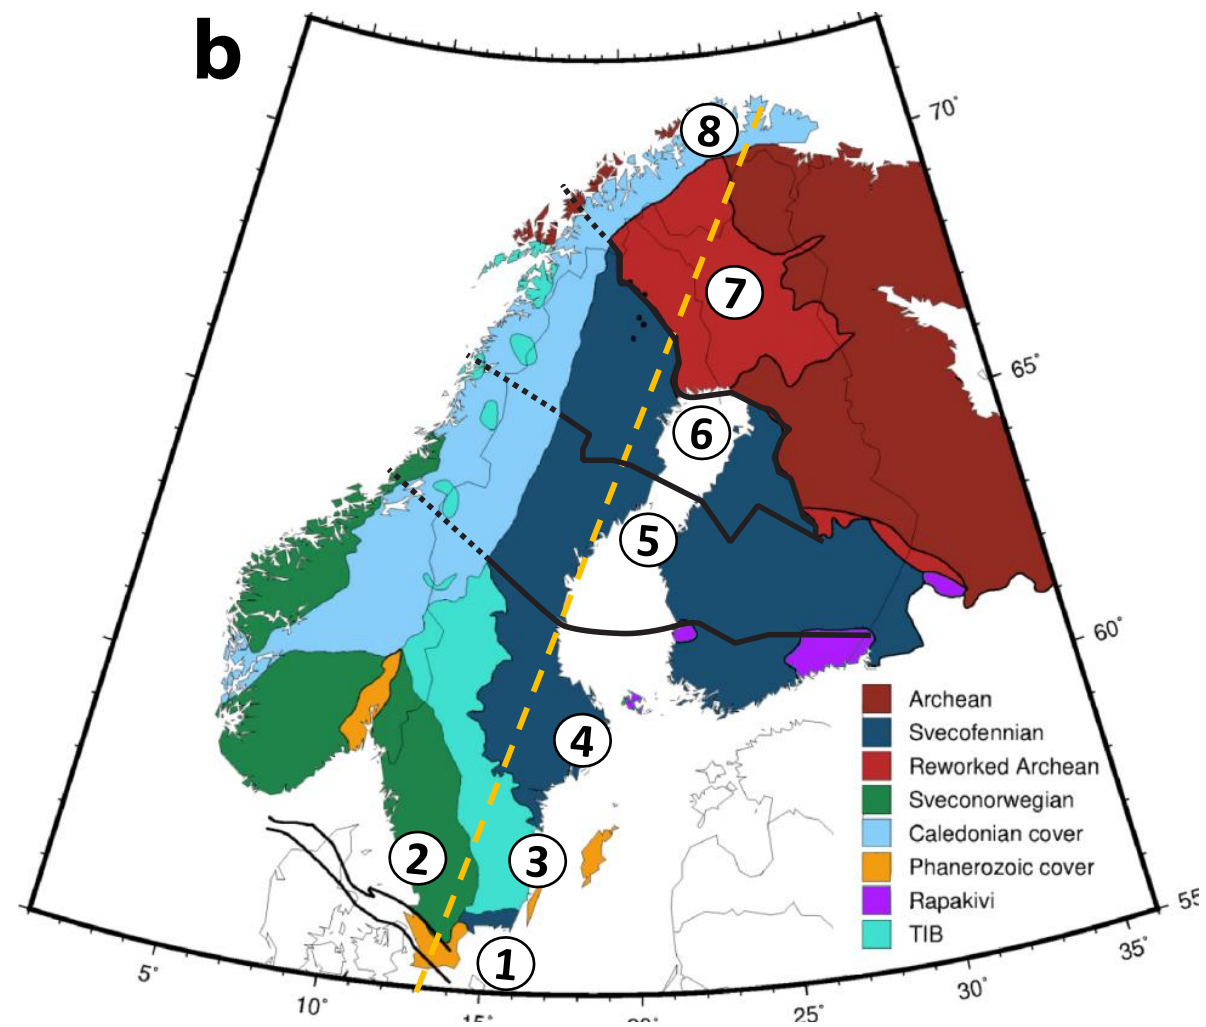 b
70°
8
7
65°
6
5
60°
4
Archean
Svecofennian
Reworked Archean
Sveconorwegian
Caledonian cover
Phanerozoic cover
Rapakivi
TIB
2
3
1
55
5°
10°
15°
20°
25°
30°
35°